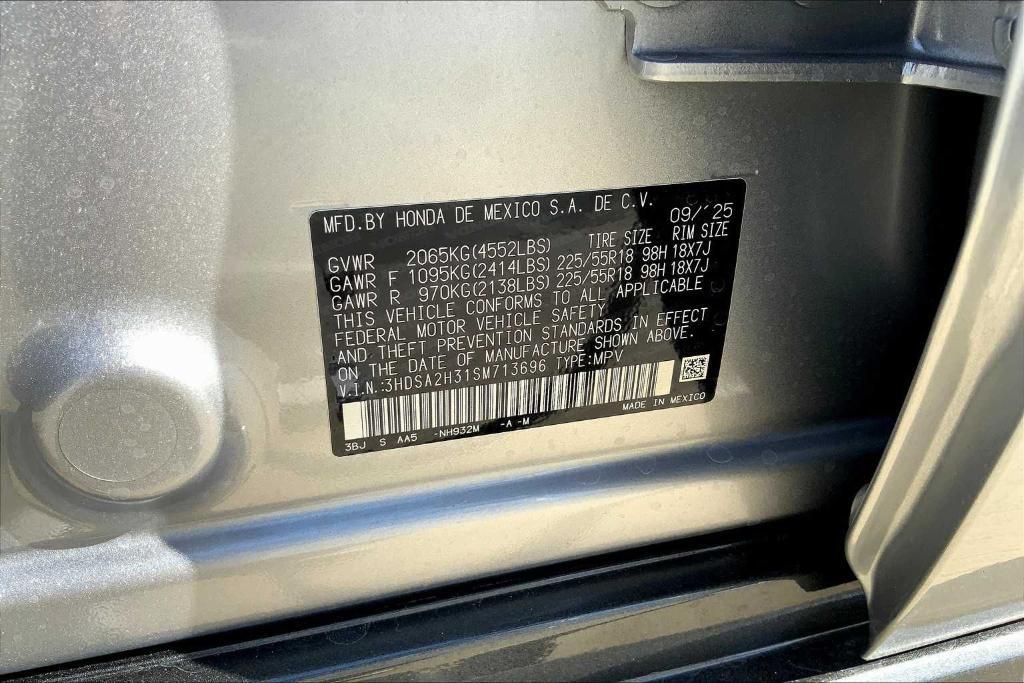 MFD.BY HONDA DE MEXICO S.A. DE C.V. 09/'25
GVWR 2065KG(4552LBS) TIRE SIZE RIM SIZE
GAWR F 1095KG(2414LBS) 225/55R18 98H 18X7J
GAWR R 970KG(2138LBS) 225/55R18 98H 18X7J
THIS VEHICLE CONFORMS TO ALL APPLICABLE
FEDERAL MOTOR VEHICLE SAFETY
AND THEFT PREVENTION STANDARDS IN EFFECT
ON THE DATE OF MANUFACTURE SHOWN ABOVE.
V.I.N.:3HDSA2H31SM713696 TYPE:MPV
3BJ S AA5 -NH932M -A -M MADE IN MEXICO